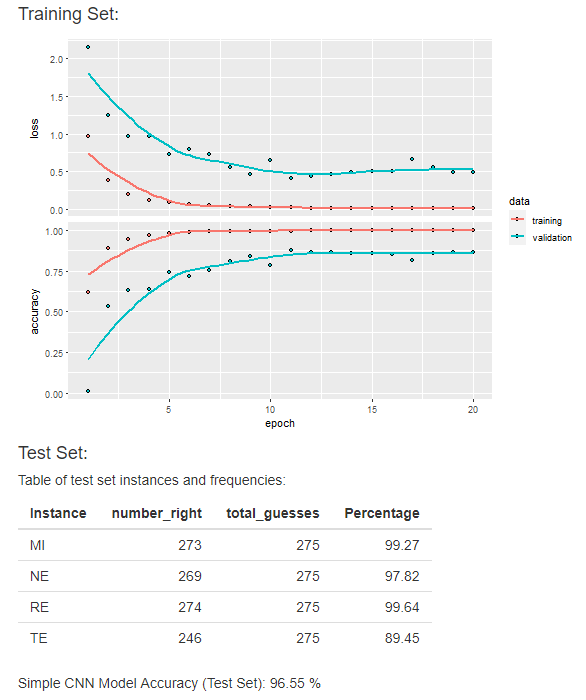 Training Set:
2.0
1.5
1.0
0.5
0.0
loss
1.00
0.75
0.50
0.25
0.00
accuracy
5 10 15 20
epoch
data
training
validation
Test Set:
Table of test set instances and frequencies:
Instance number_right total_guesses Percentage
MI 273 275 99.27
NE 269 275 97.82
RE 274 275 99.64
TE 246 275 89.45
Simple CNN Model Accuracy (Test Set): 96.55 %